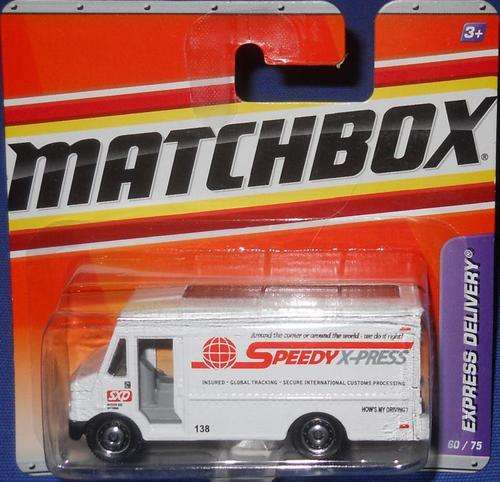 3+
MATCHBOX®
EXPRESS DELIVERY®
60 / 75
Around the corner or around the world - we do it right!
SPEEDY X-PRESS
INSURED · GLOBAL TRACKING · SECURE INTERNATIONAL CUSTOMS PROCESSING
HOW'S MY DRIVING?
SXP
138